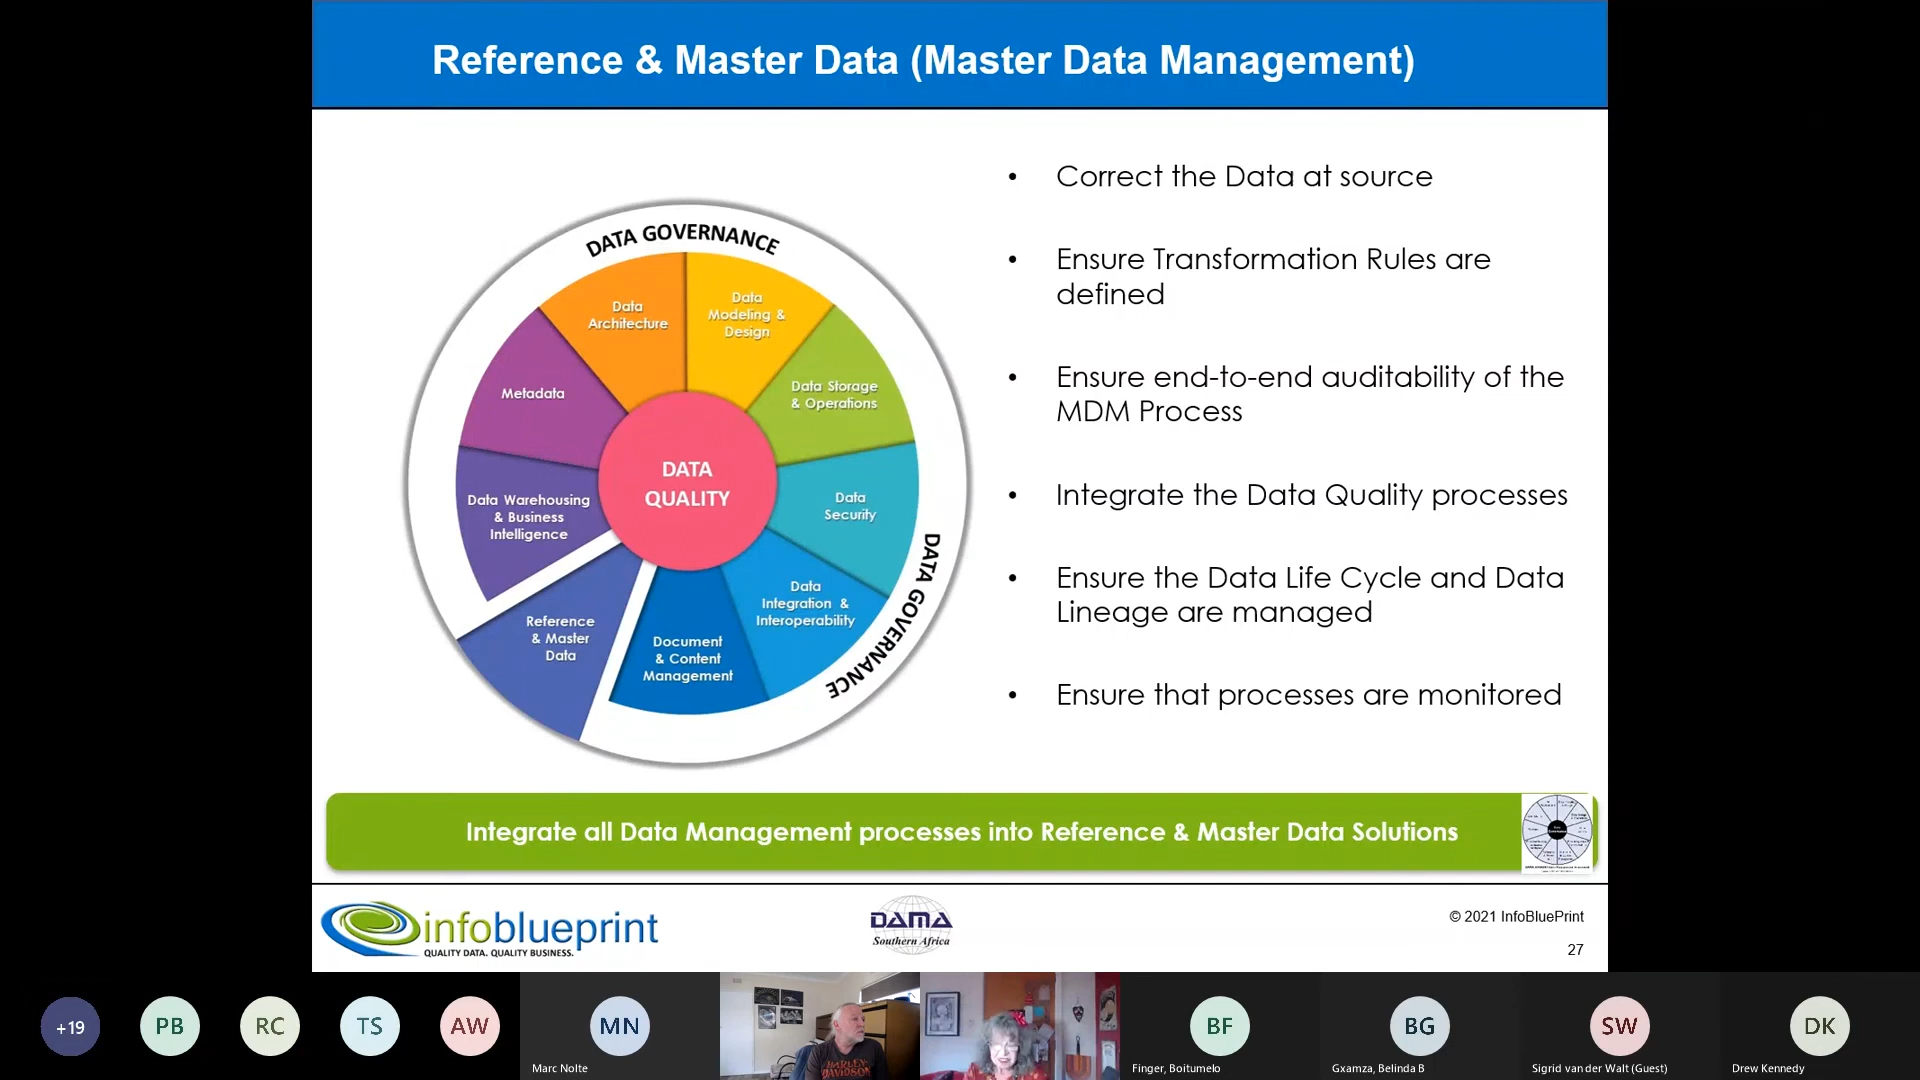 Reference & Master Data (Master Data Management)
DATA GOVERNANCE
Data
Architecture
Data
Modeling &
Design
Data Storage
& Operations
Data
Security
Data
Integration &
Interoperability
Document
& Content
Management
Reference
& Master
Data
Data Warehousing
& Business
Intelligence
Metadata
DATA
QUALITY
DATA GOVERNANCE
• Correct the Data at source
• Ensure Transformation Rules are
defined
• Ensure end-to-end auditability of the
MDM Process
• Integrate the Data Quality processes
• Ensure the Data Life Cycle and Data
Lineage are managed
• Ensure that processes are monitored
Integrate all Data Management processes into Reference & Master Data Solutions
infoblueprint
QUALITY DATA. QUALITY BUSINESS.
DAMA
Southern Africa
© 2021 InfoBluePrint
27
+19
PB
RC
TS
AW
MN
Marc Nolte
HARLEY-DAVIDSON
BF
Finger, Boitumelo
BG
Gxamza, Belinda B
SW
Sigrid van der Walt (Guest)
DK
Drew Kennedy